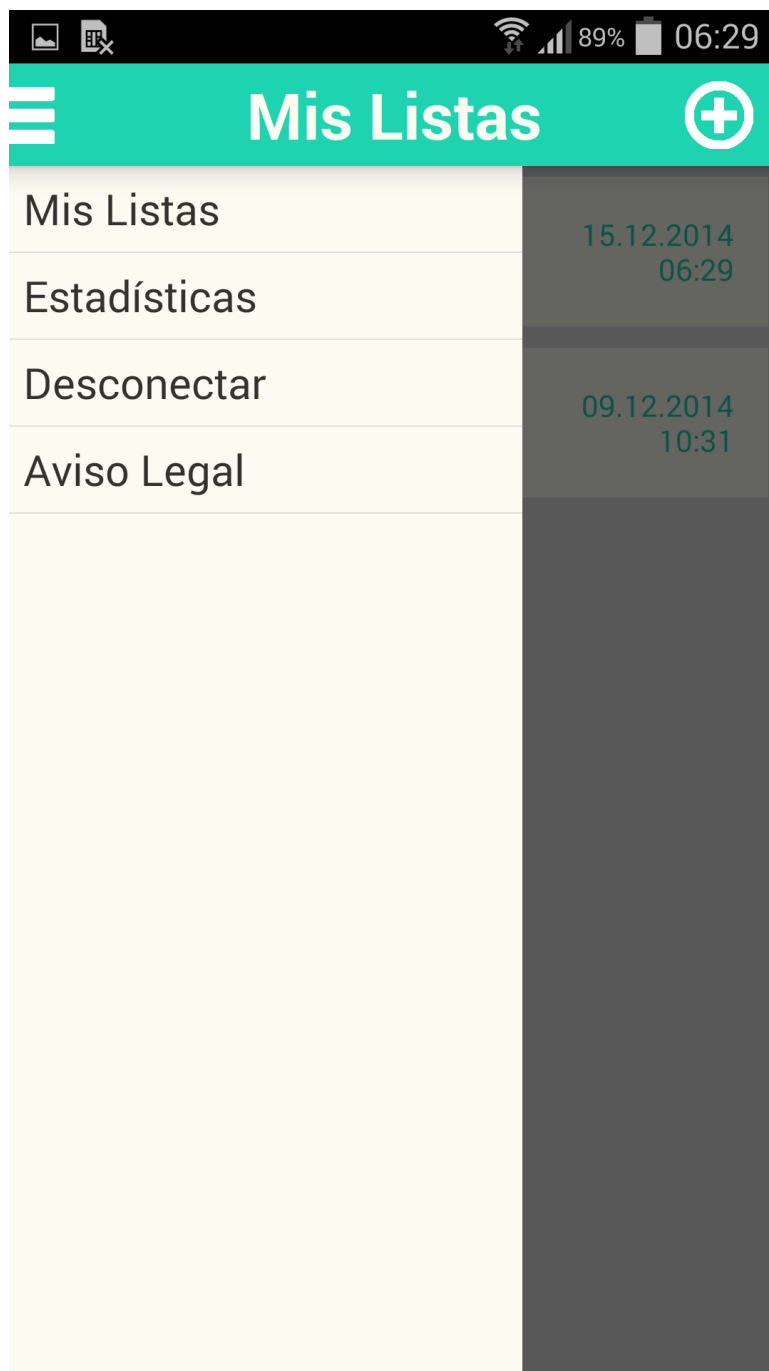 89% 06:29
Mis Listas
Mis Listas
Estadísticas
Desconectar
Aviso Legal
15.12.2014
06:29
09.12.2014
10:31